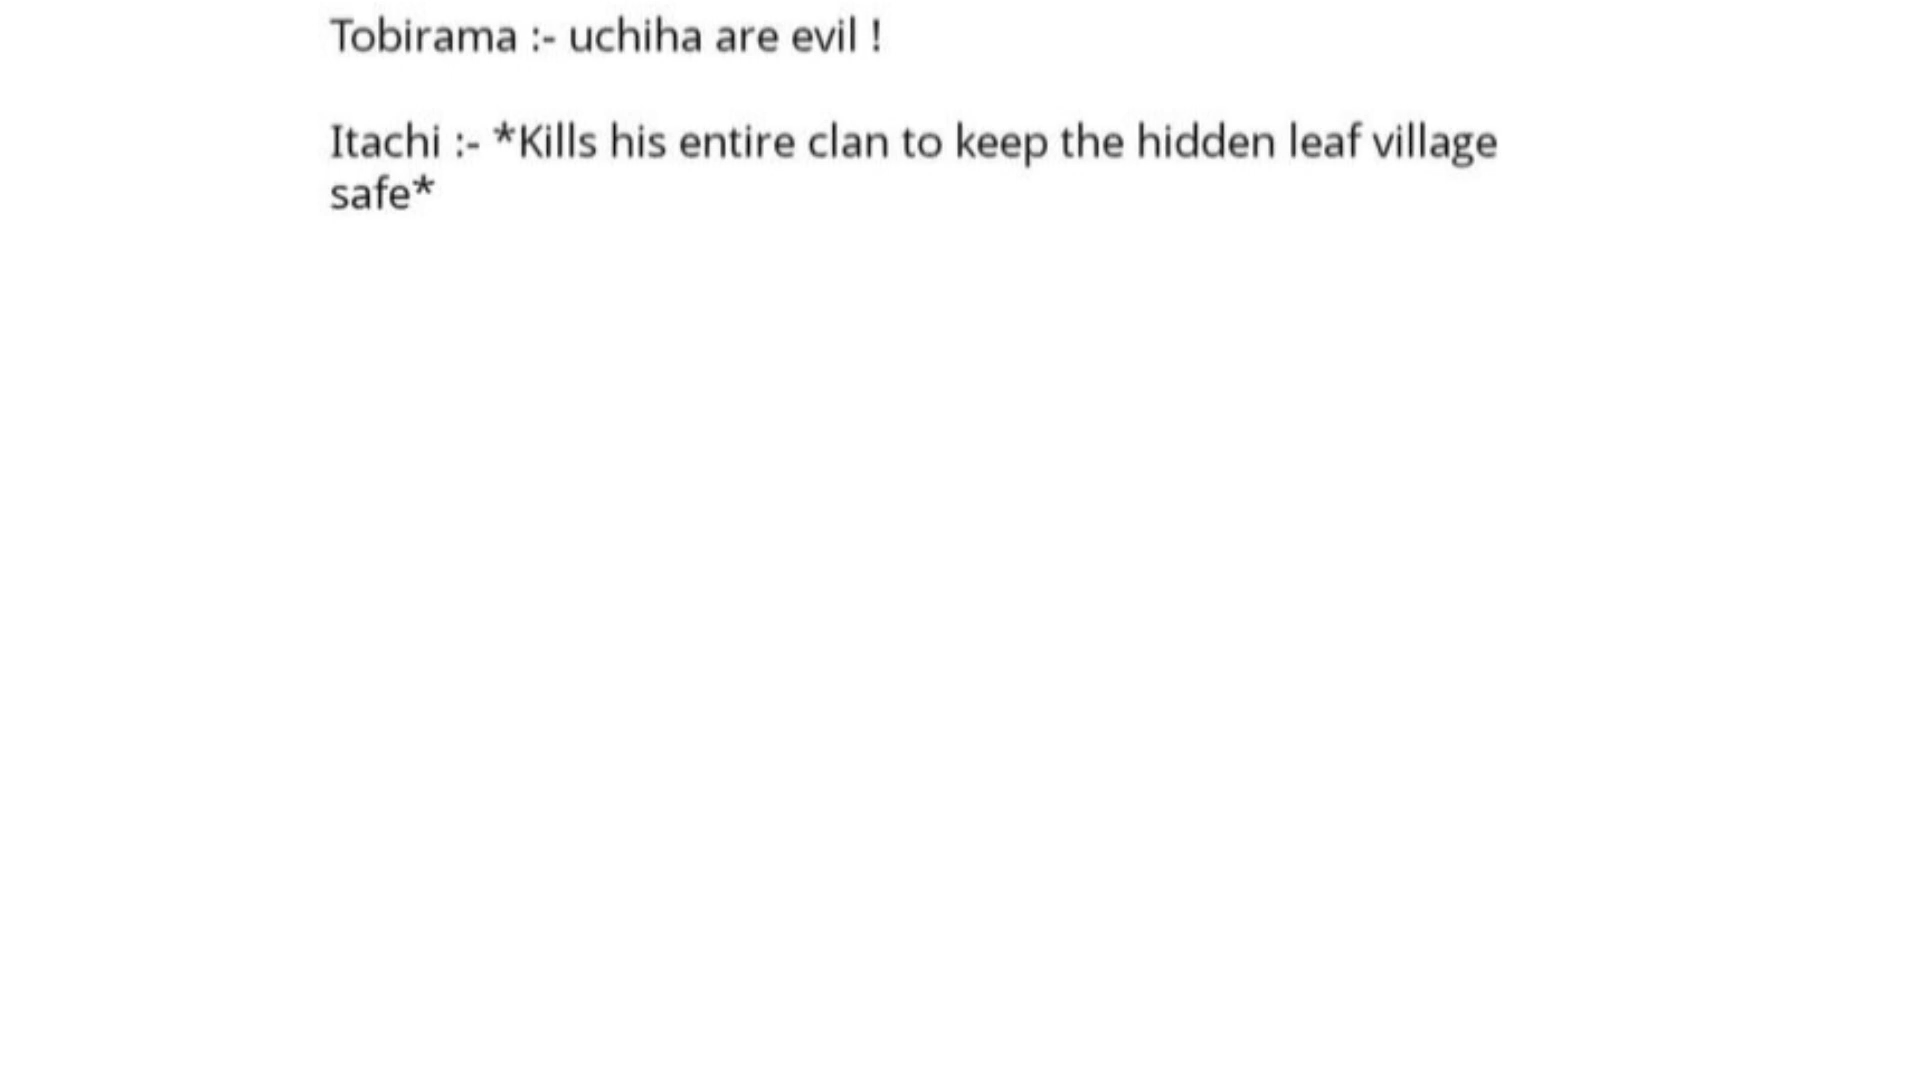 Tobirama :- uchiha are evil !
Itachi :- *Kills his entire clan to keep the hidden leaf village
safe*